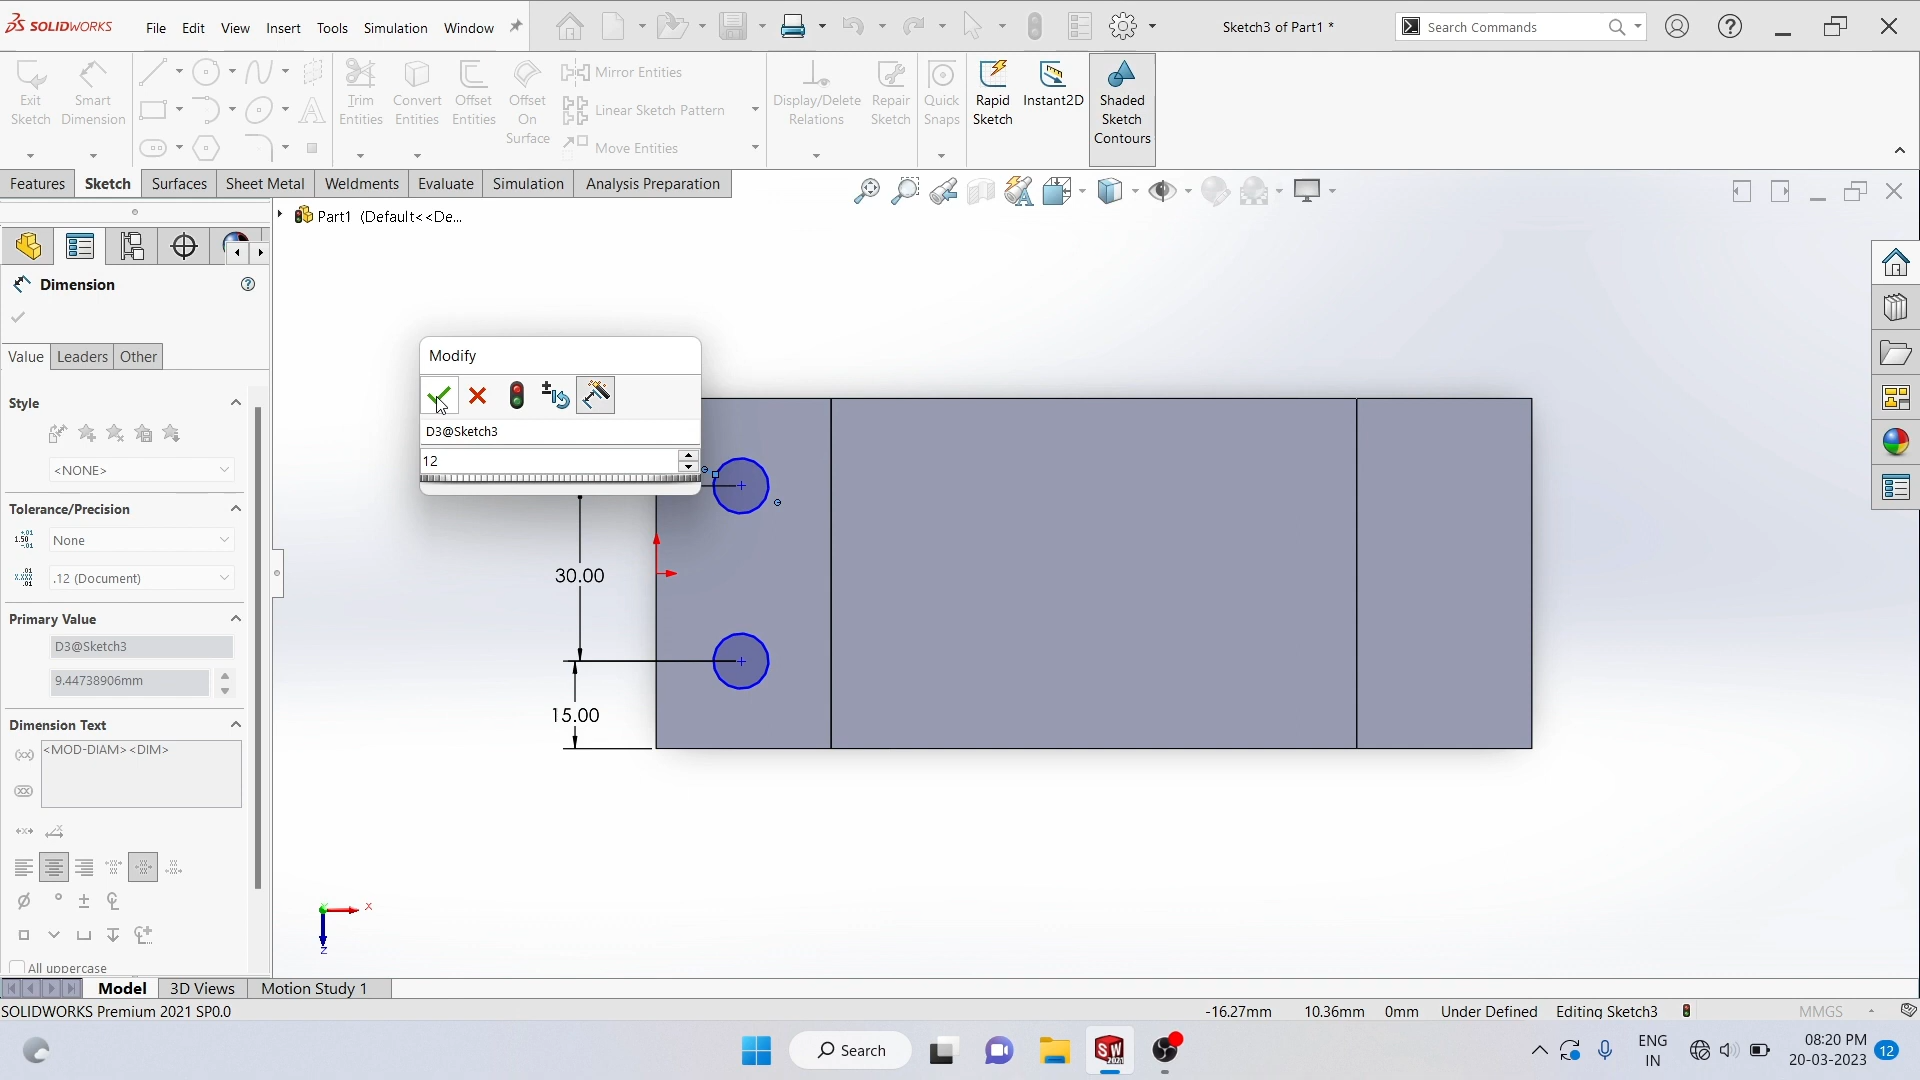 SOLIDWORKS File Edit View Insert Tools Simulation Window Sketch3 of Part1 * Search Commands
Exit Sketch
Smart Dimension
Trim Entities
Convert Entities
Offset Entities
Offset On Surface
Mirror Entities
Linear Sketch Pattern
Move Entities
Display/Delete Relations
Repair Sketch
Quick Snaps
Rapid Sketch
Instant2D
Shaded Sketch Contours
Features Sketch Surfaces Sheet Metal Weldments Evaluate Simulation Analysis Preparation
Part1 (Default<<De...
Dimension
Value Leaders Other
Style
<NONE>
Tolerance/Precision
None
.12 (Document)
Primary Value
D3@Sketch3
9.44738906mm
Dimension Text
<MOD-DIAM><DIM>
All uppercase
Modify
D3@Sketch3
12
30.00
15.00
X
Z
Model 3D Views Motion Study 1
SOLIDWORKS Premium 2021 SP0.0 -16.27mm 10.36mm 0mm Under Defined Editing Sketch3 MMGS
Search
ENG IN
08:20 PM
20-03-2023
12